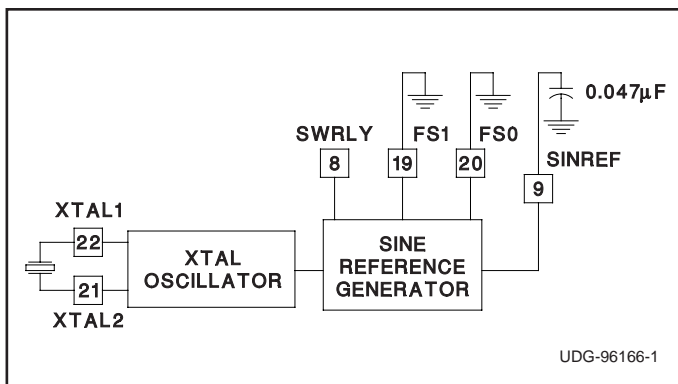 0.047µF
SWRLY FS1 FS0
SINREF
8 19 20
9
XTAL1
22
XTAL
OSCILLATOR
SINE
REFERENCE
GENERATOR
21
XTAL2
UDG-96166-1